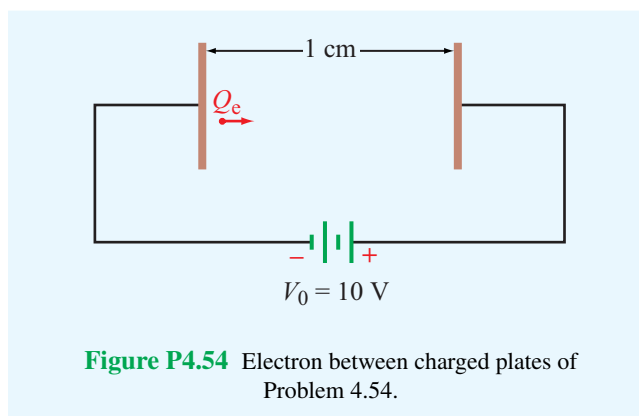 1 cm
Qe
– +
V0 = 10 V
Figure P4.54 Electron between charged plates of
Problem 4.54.